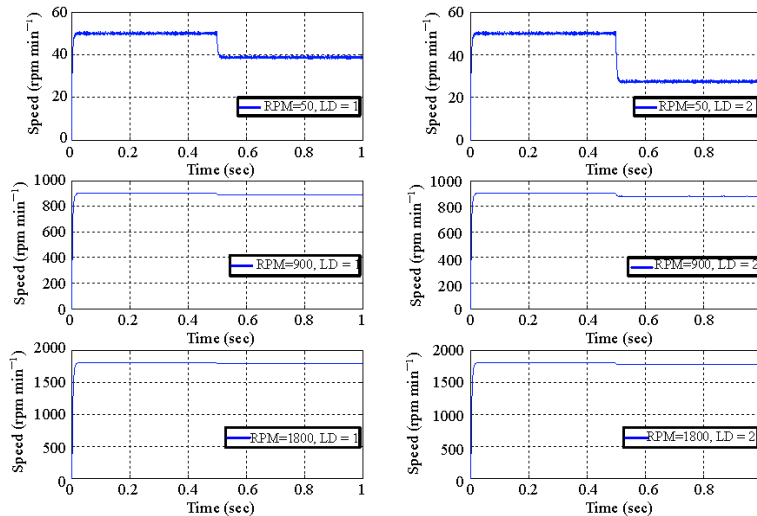 60
40
20
0
Speed (rpm min⁻¹)
RPM=50, LD = 1
0 0.2 0.4 0.6 0.8 1
Time (sec)
60
40
20
0
Speed (rpm min⁻¹)
RPM=50, LD = 2
0 0.2 0.4 0.6 0.8
Time (sec)
1000
800
600
400
200
0
Speed (rpm min⁻¹)
RPM=900, LD = 1
0 0.2 0.4 0.6 0.8 1
Time (sec)
1000
800
600
400
200
0
Speed (rpm min⁻¹)
RPM=900, LD = 2
0 0.2 0.4 0.6 0.8
Time (sec)
2000
1500
1000
500
0
Speed (rpm min⁻¹)
RPM=1800, LD = 1
0 0.2 0.4 0.6 0.8 1
Time (sec)
2000
1500
1000
500
0
Speed (rpm min⁻¹)
RPM=1800, LD = 2
0 0.2 0.4 0.6 0.8
Time (sec)